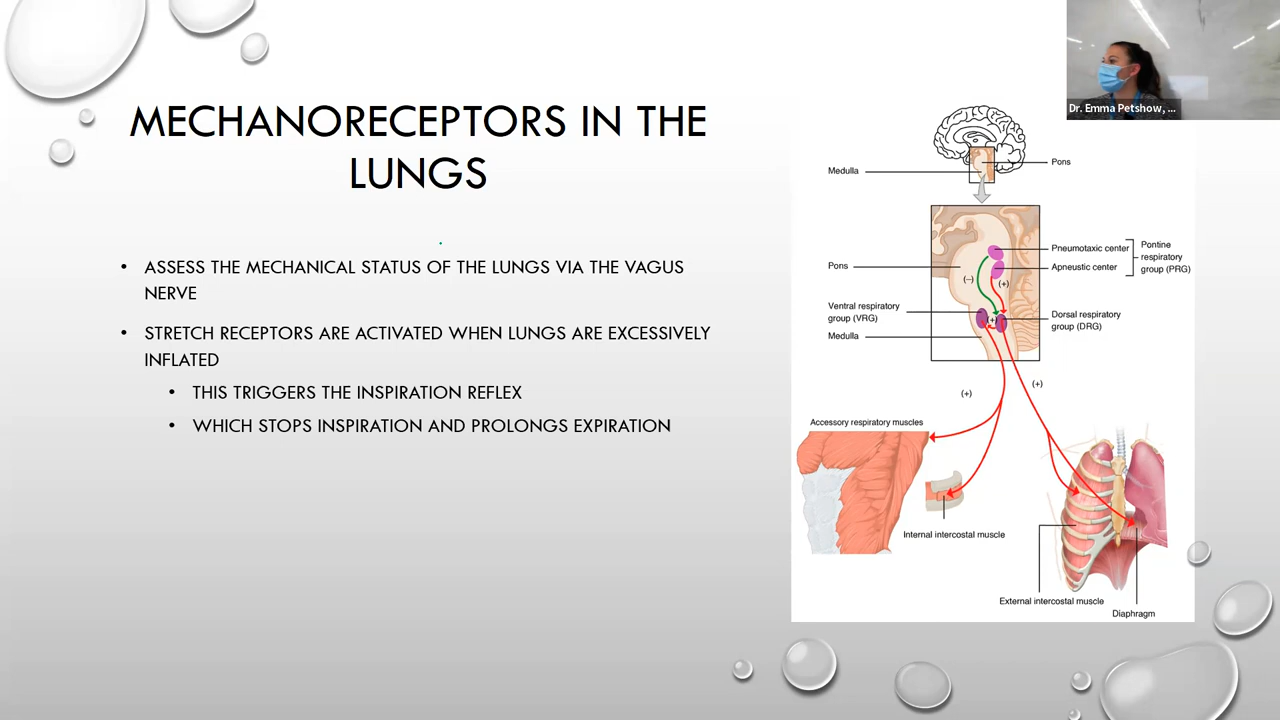 MECHANORECEPTORS IN THE
LUNGS
• ASSESS THE MECHANICAL STATUS OF THE LUNGS VIA THE VAGUS
NERVE
• STRETCH RECEPTORS ARE ACTIVATED WHEN LUNGS ARE EXCESSIVELY
INFLATED
• THIS TRIGGERS THE INSPIRATION REFLEX
• WHICH STOPS INSPIRATION AND PROLONGS EXPIRATION
Dr. Emma Petshow, ...
Pons
Medulla
Pneumotaxic center
Apneustic center
Pontine
respiratory
group (PRG)
Pons
(–)
(+)
Ventral respiratory
group (VRG)
(+)
Dorsal respiratory
group (DRG)
Medulla
(+)
(+)
Accessory respiratory muscles
Internal intercostal muscle
External intercostal muscle
Diaphragm